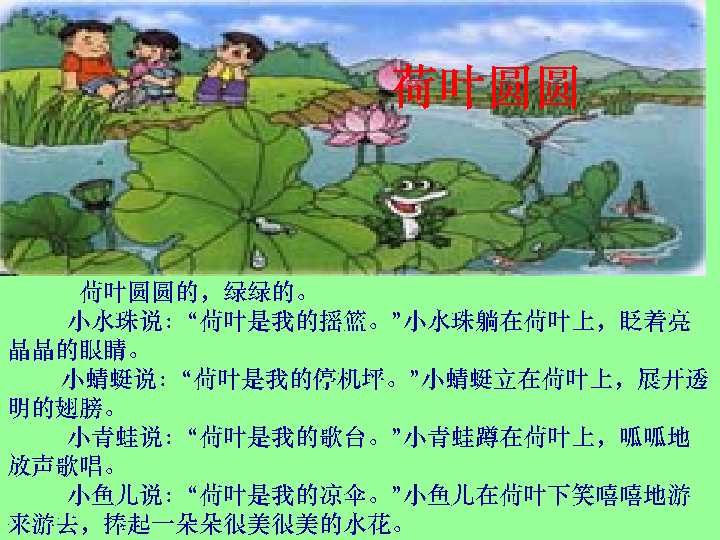 荷叶圆圆
荷叶圆圆的，绿绿的。
小水珠说：“荷叶是我的摇篮。”小水珠躺在荷叶上，眨着亮
晶晶的眼睛。
小蜻蜓说：“荷叶是我的停机坪。”小蜻蜓立在荷叶上，展开透
明的翅膀。
小青蛙说：“荷叶是我的歌台。”小青蛙蹲在荷叶上，呱呱地
放声歌唱。
小鱼儿说：“荷叶是我的凉伞。”小鱼儿在荷叶下笑嘻嘻地游
来游去，捧起一朵朵很美很美的水花。